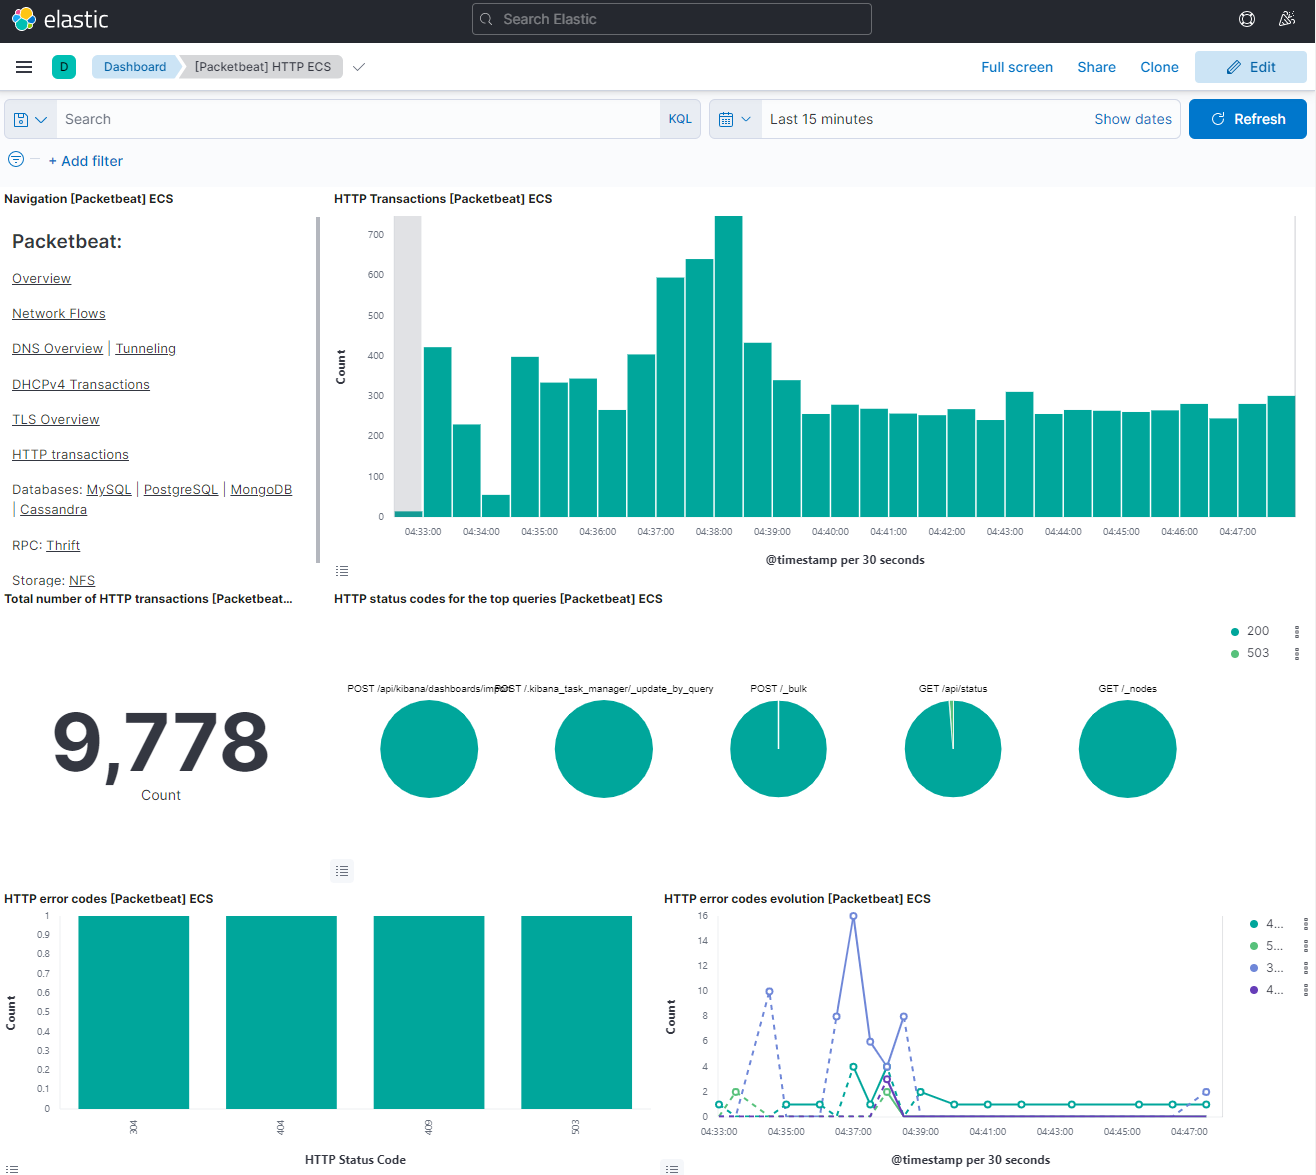 elastic
Search Elastic
D
Dashboard
[Packetbeat] HTTP ECS
Full screen
Share
Clone
Edit
Search
KQL
Last 15 minutes
Show dates
Refresh
+ Add filter
Navigation [Packetbeat] ECS
Packetbeat:
Overview
Network Flows
DNS Overview | Tunneling
DHCPv4 Transactions
TLS Overview
HTTP transactions
Databases: MySQL | PostgreSQL | MongoDB
| Cassandra
RPC: Thrift
Storage: NFS
HTTP Transactions [Packetbeat] ECS
Count
700
600
500
400
300
200
100
0
04:33:00 04:34:00 04:35:00 04:36:00 04:37:00 04:38:00 04:39:00 04:40:00 04:41:00 04:42:00 04:43:00 04:44:00 04:45:00 04:46:00 04:47:00
@timestamp per 30 seconds
Total number of HTTP transactions [Packetbeat...
9,778
Count
HTTP status codes for the top queries [Packetbeat] ECS
200
503
POST /api/kibana/dashboards/import
POST /.kibana_task_manager/_update_by_query
POST /_bulk
GET /api/status
GET /_nodes
HTTP error codes [Packetbeat] ECS
Count
1
0.9
0.8
0.7
0.6
0.5
0.4
0.3
0.2
0.1
0
304
404
409
503
HTTP Status Code
HTTP error codes evolution [Packetbeat] ECS
Count
16
14
12
10
8
6
4
2
0
04:33:00 04:35:00 04:37:00 04:39:00 04:41:00 04:43:00 04:45:00 04:47:00
@timestamp per 30 seconds
4...
5...
3...
4...